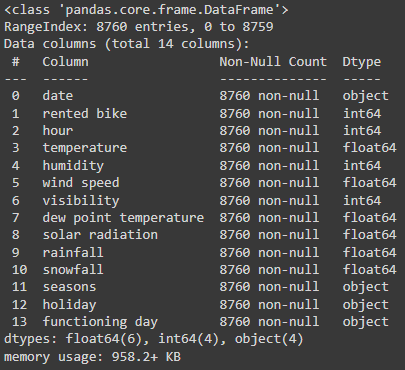 <class 'pandas.core.frame.DataFrame'>
RangeIndex: 8760 entries, 0 to 8759
Data columns (total 14 columns):
 #   Column                 Non-Null Count  Dtype
---  ------                 --------------  -----
 0   date                   8760 non-null   object
 1   rented bike            8760 non-null   int64
 2   hour                   8760 non-null   int64
 3   temperature            8760 non-null   float64
 4   humidity               8760 non-null   int64
 5   wind speed             8760 non-null   float64
 6   visibility             8760 non-null   int64
 7   dew point temperature  8760 non-null   float64
 8   solar radiation        8760 non-null   float64
 9   rainfall               8760 non-null   float64
 10  snowfall               8760 non-null   float64
 11  seasons                8760 non-null   object
 12  holiday                8760 non-null   object
 13  functioning day        8760 non-null   object
dtypes: float64(6), int64(4), object(4)
memory usage: 958.2+ KB